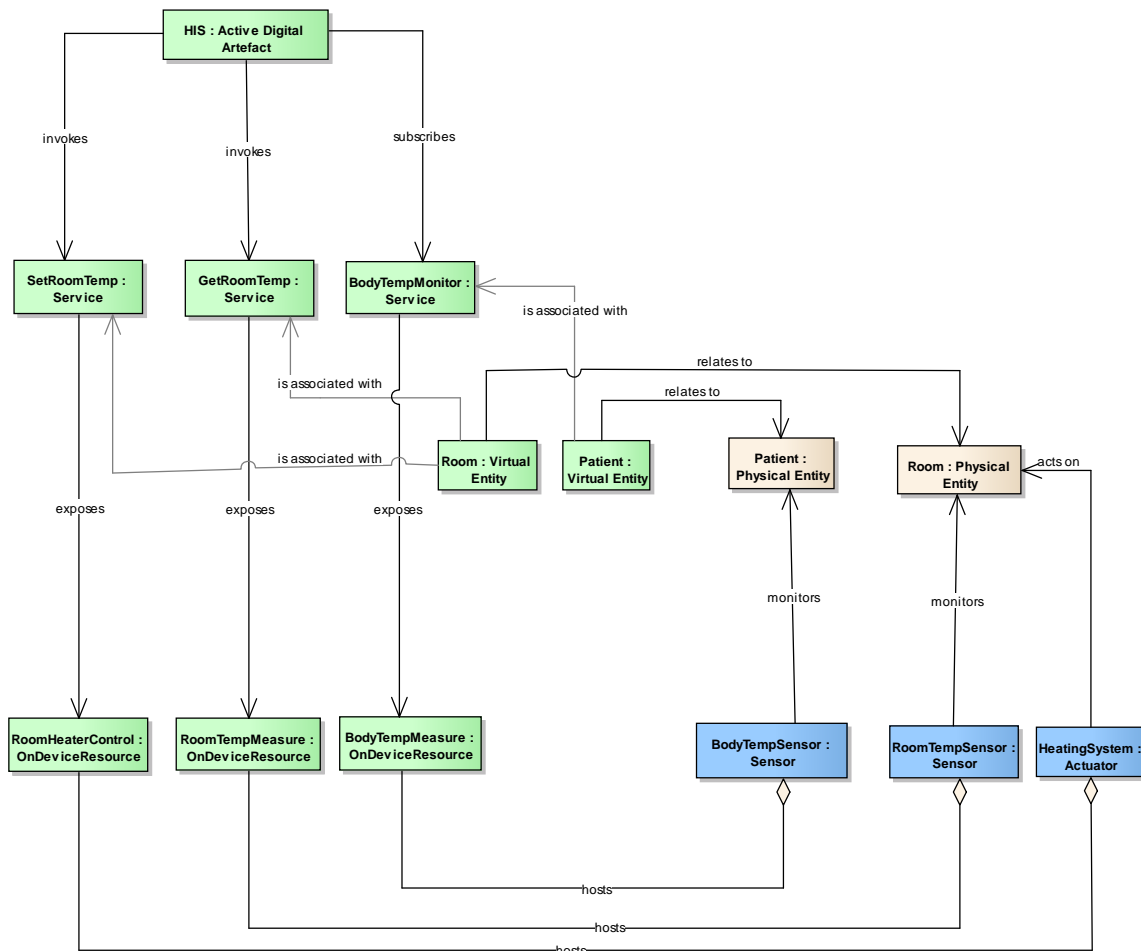 HIS : Active Digital
Artefact
invokes
invokes
subscribes
SetRoomTemp :
Service
GetRoomTemp :
Service
BodyTempMonitor :
Service
is associated with
relates to
is associated with
relates to
Room : Virtual
Entity
Patient :
Virtual Entity
Patient :
Physical Entity
Room : Physical
Entity
acts on
is associated with
exposes
exposes
exposes
monitors
monitors
RoomHeaterControl :
OnDeviceResource
RoomTempMeasure :
OnDeviceResource
BodyTempMeasure :
OnDeviceResource
BodyTempSensor :
Sensor
RoomTempSensor :
Sensor
HeatingSystem :
Actuator
hosts
hosts
hosts